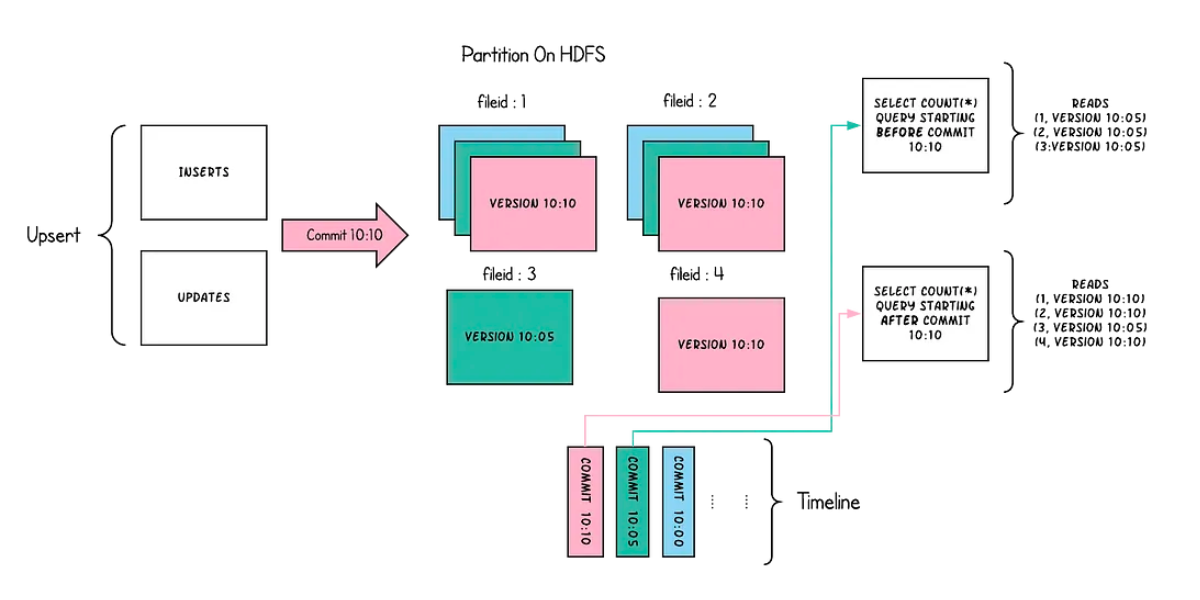 Partition On HDFS
fileid : 1
fileid : 2
Upsert
INSERTS
UPDATES
Commit 10:10
VERSION 10:10
VERSION 10:10
fileid : 3
fileid : 4
VERSION 10:05
VERSION 10:10
SELECT COUNT(*)
QUERY STARTING
BEFORE COMMIT
10:10
READS
(1, VERSION 10:05)
(2, VERSION 10:05)
(3:VERSION 10:05)
SELECT COUNT(*)
QUERY STARTING
AFTER COMMIT
10:10
READS
(1, VERSION 10:10)
(2, VERSION 10:10)
(3, VERSION 10:05)
(4, VERSION 10:10)
COMMIT 10:10
COMMIT 10:05
COMMIT 10:00
Timeline